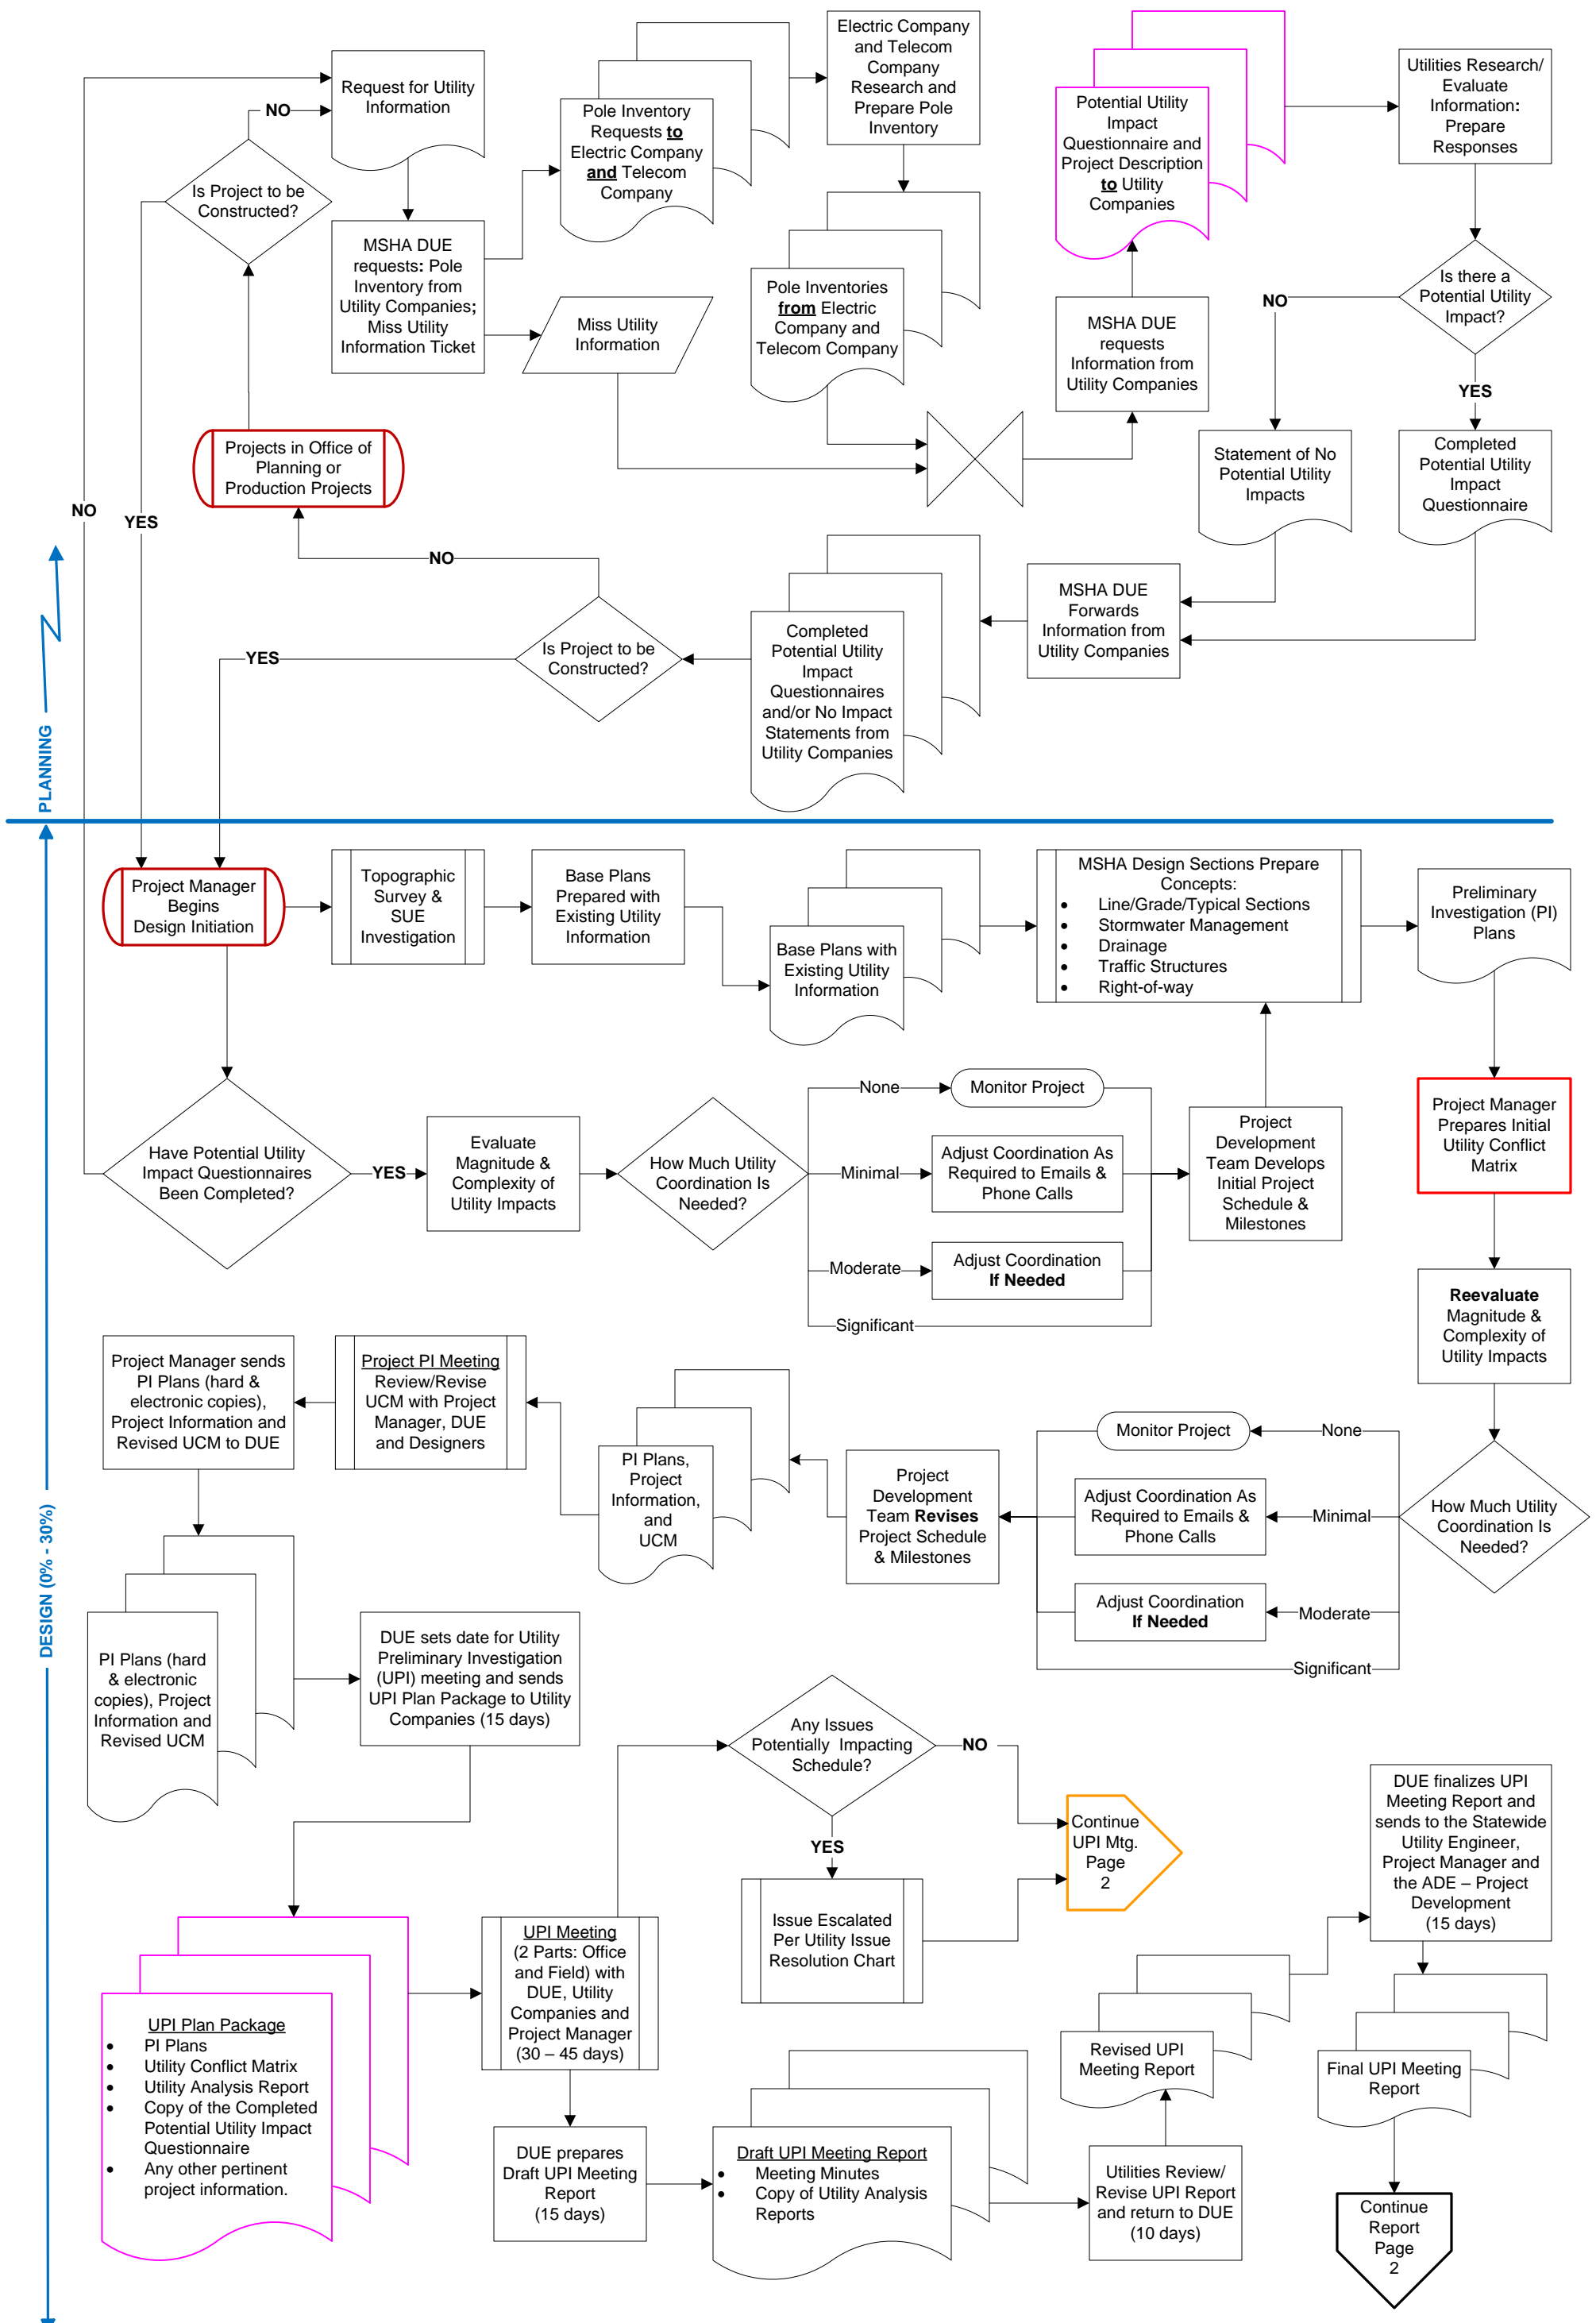 Request for Utility
Information
NO
Is Project to be
Constructed?
MSHA DUE
requests: Pole
Inventory from
Utility Companies;
Miss Utility
Information Ticket
Pole Inventory
Requests to
Electric Company
and Telecom
Company
Electric Company
and Telecom
Company
Research and
Prepare Pole
Inventory
Potential Utility
Impact
Questionnaire and
Project Description
to Utility
Companies
Utilities Research/
Evaluate
Information:
Prepare
Responses
Miss Utility
Information
Pole Inventories
from Electric
Company and
Telecom Company
MSHA DUE
requests
Information from
Utility Companies
Is there a
Potential Utility
Impact?
NO
YES
Projects in Office of
Planning or
Production Projects
Statement of No
Potential Utility
Impacts
Completed
Potential Utility
Impact
Questionnaire
NO
YES
NO
MSHA DUE
Forwards
Information from
Utility Companies
Completed
Potential Utility
Impact
Questionnaires
and/or No Impact
Statements from
Utility Companies
Is Project to be
Constructed?
YES
PLANNING
Project Manager
Begins
Design Initiation
Topographic
Survey &
SUE
Investigation
Base Plans
Prepared with
Existing Utility
Information
Base Plans with
Existing Utility
Information
MSHA Design Sections Prepare
Concepts:
• Line/Grade/Typical Sections
• Stormwater Management
• Drainage
• Traffic Structures
• Right-of-way
Preliminary
Investigation (PI)
Plans
Have Potential Utility
Impact Questionnaires
Been Completed?
YES
Evaluate
Magnitude &
Complexity of
Utility Impacts
How Much Utility
Coordination Is
Needed?
None
Monitor Project
Minimal
Adjust Coordination As
Required to Emails &
Phone Calls
Moderate
Adjust Coordination
If Needed
Significant
Project
Development
Team Develops
Initial Project
Schedule &
Milestones
Project Manager
Prepares Initial
Utility Conflict
Matrix
Reevaluate
Magnitude &
Complexity of
Utility Impacts
How Much Utility
Coordination Is
Needed?
None
Monitor Project
Minimal
Adjust Coordination As
Required to Emails &
Phone Calls
Moderate
Adjust Coordination
If Needed
Significant
Project
Development
Team Revises
Project Schedule
& Milestones
PI Plans,
Project
Information,
and
UCM
Project PI Meeting
Review/Revise
UCM with Project
Manager, DUE
and Designers
Project Manager sends
PI Plans (hard &
electronic copies),
Project Information and
Revised UCM to DUE
DESIGN (0% - 30%)
PI Plans (hard
& electronic
copies), Project
Information and
Revised UCM
DUE sets date for Utility
Preliminary Investigation
(UPI) meeting and sends
UPI Plan Package to Utility
Companies (15 days)
Any Issues
Potentially Impacting
Schedule?
NO
YES
Issue Escalated
Per Utility Issue
Resolution Chart
Continue
UPI Mtg.
Page
2
UPI Plan Package
• PI Plans
• Utility Conflict Matrix
• Utility Analysis Report
• Copy of the Completed
Potential Utility Impact
Questionnaire
• Any other pertinent
project information.
UPI Meeting
(2 Parts: Office
and Field) with
DUE, Utility
Companies and
Project Manager
(30 – 45 days)
DUE prepares
Draft UPI Meeting
Report
(15 days)
Draft UPI Meeting Report
• Meeting Minutes
• Copy of Utility Analysis
Reports
Utilities Review/
Revise UPI Report
and return to DUE
(10 days)
Revised UPI
Meeting Report
DUE finalizes UPI
Meeting Report and
sends to the Statewide
Utility Engineer,
Project Manager and
the ADE – Project
Development
(15 days)
Final UPI Meeting
Report
Continue
Report
Page
2